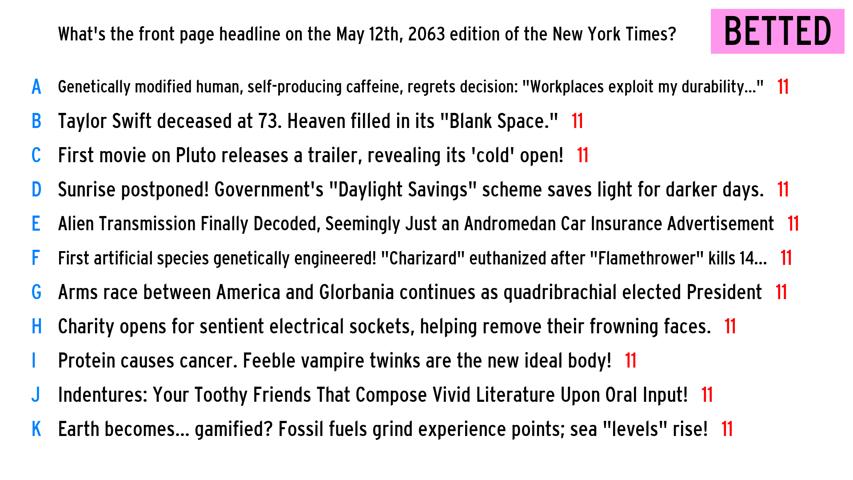 What's the front page headline on the May 12th, 2063 edition of the New York Times?
BETTED
A Genetically modified human, self-producing caffeine, regrets decision: "Workplaces exploit my durability..." 11
B Taylor Swift deceased at 73. Heaven filled in its "Blank Space." 11
C First movie on Pluto releases a trailer, revealing its 'cold' open! 11
D Sunrise postponed! Government's "Daylight Savings" scheme saves light for darker days. 11
E Alien Transmission Finally Decoded, Seemingly Just an Andromedan Car Insurance Advertisement 11
F First artificial species genetically engineered! "Charizard" euthanized after "Flamethrower" kills 14... 11
G Arms race between America and Glorbania continues as quadribrachial elected President 11
H Charity opens for sentient electrical sockets, helping remove their frowning faces. 11
I Protein causes cancer. Feeble vampire twinks are the new ideal body! 11
J Indentures: Your Toothy Friends That Compose Vivid Literature Upon Oral Input! 11
K Earth becomes... gamified? Fossil fuels grind experience points; sea "levels" rise! 11